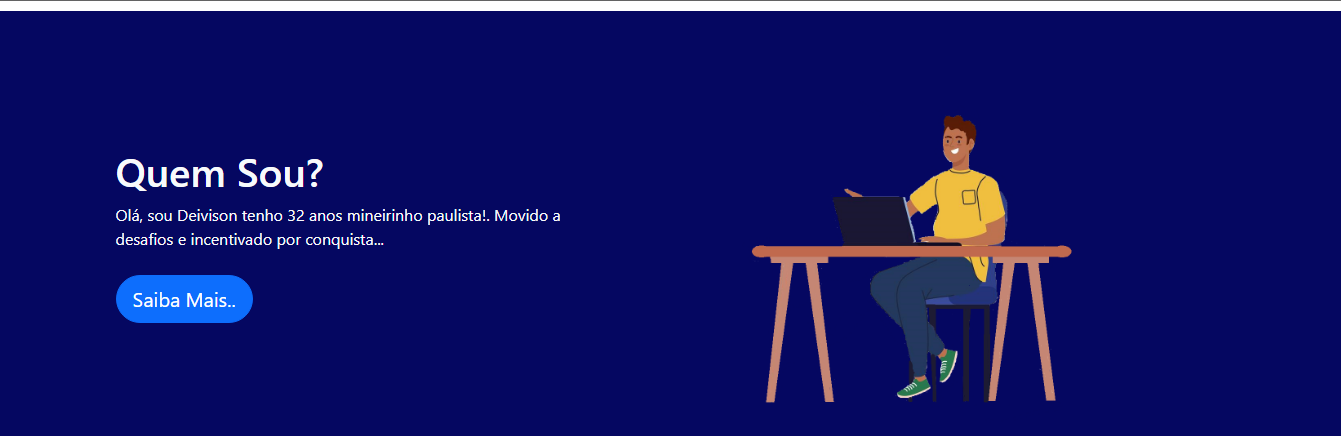 Quem Sou?
Olá, sou Deivison tenho 32 anos mineirinho paulista!. Movido a
desafios e incentivado por conquista...
Saiba Mais..